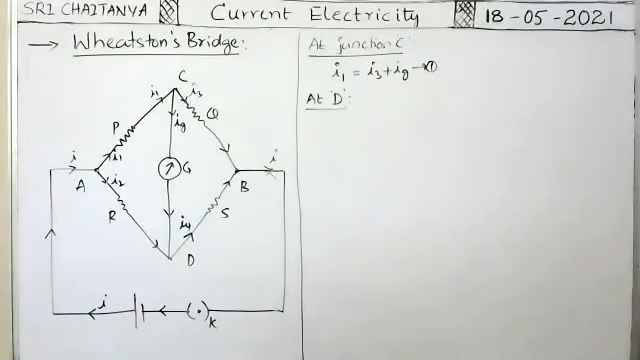 SRI CHAITANYA
Current Electricity
18-05-2021
→ Wheatston's Bridge:
C
i₁
i₃
P
ig
Q
i
i₁
G
i
A
i₂
B
R
i₄
S
D
i
k
At junction 'C':
i₁ = i₃ + ig → ①
At 'D':